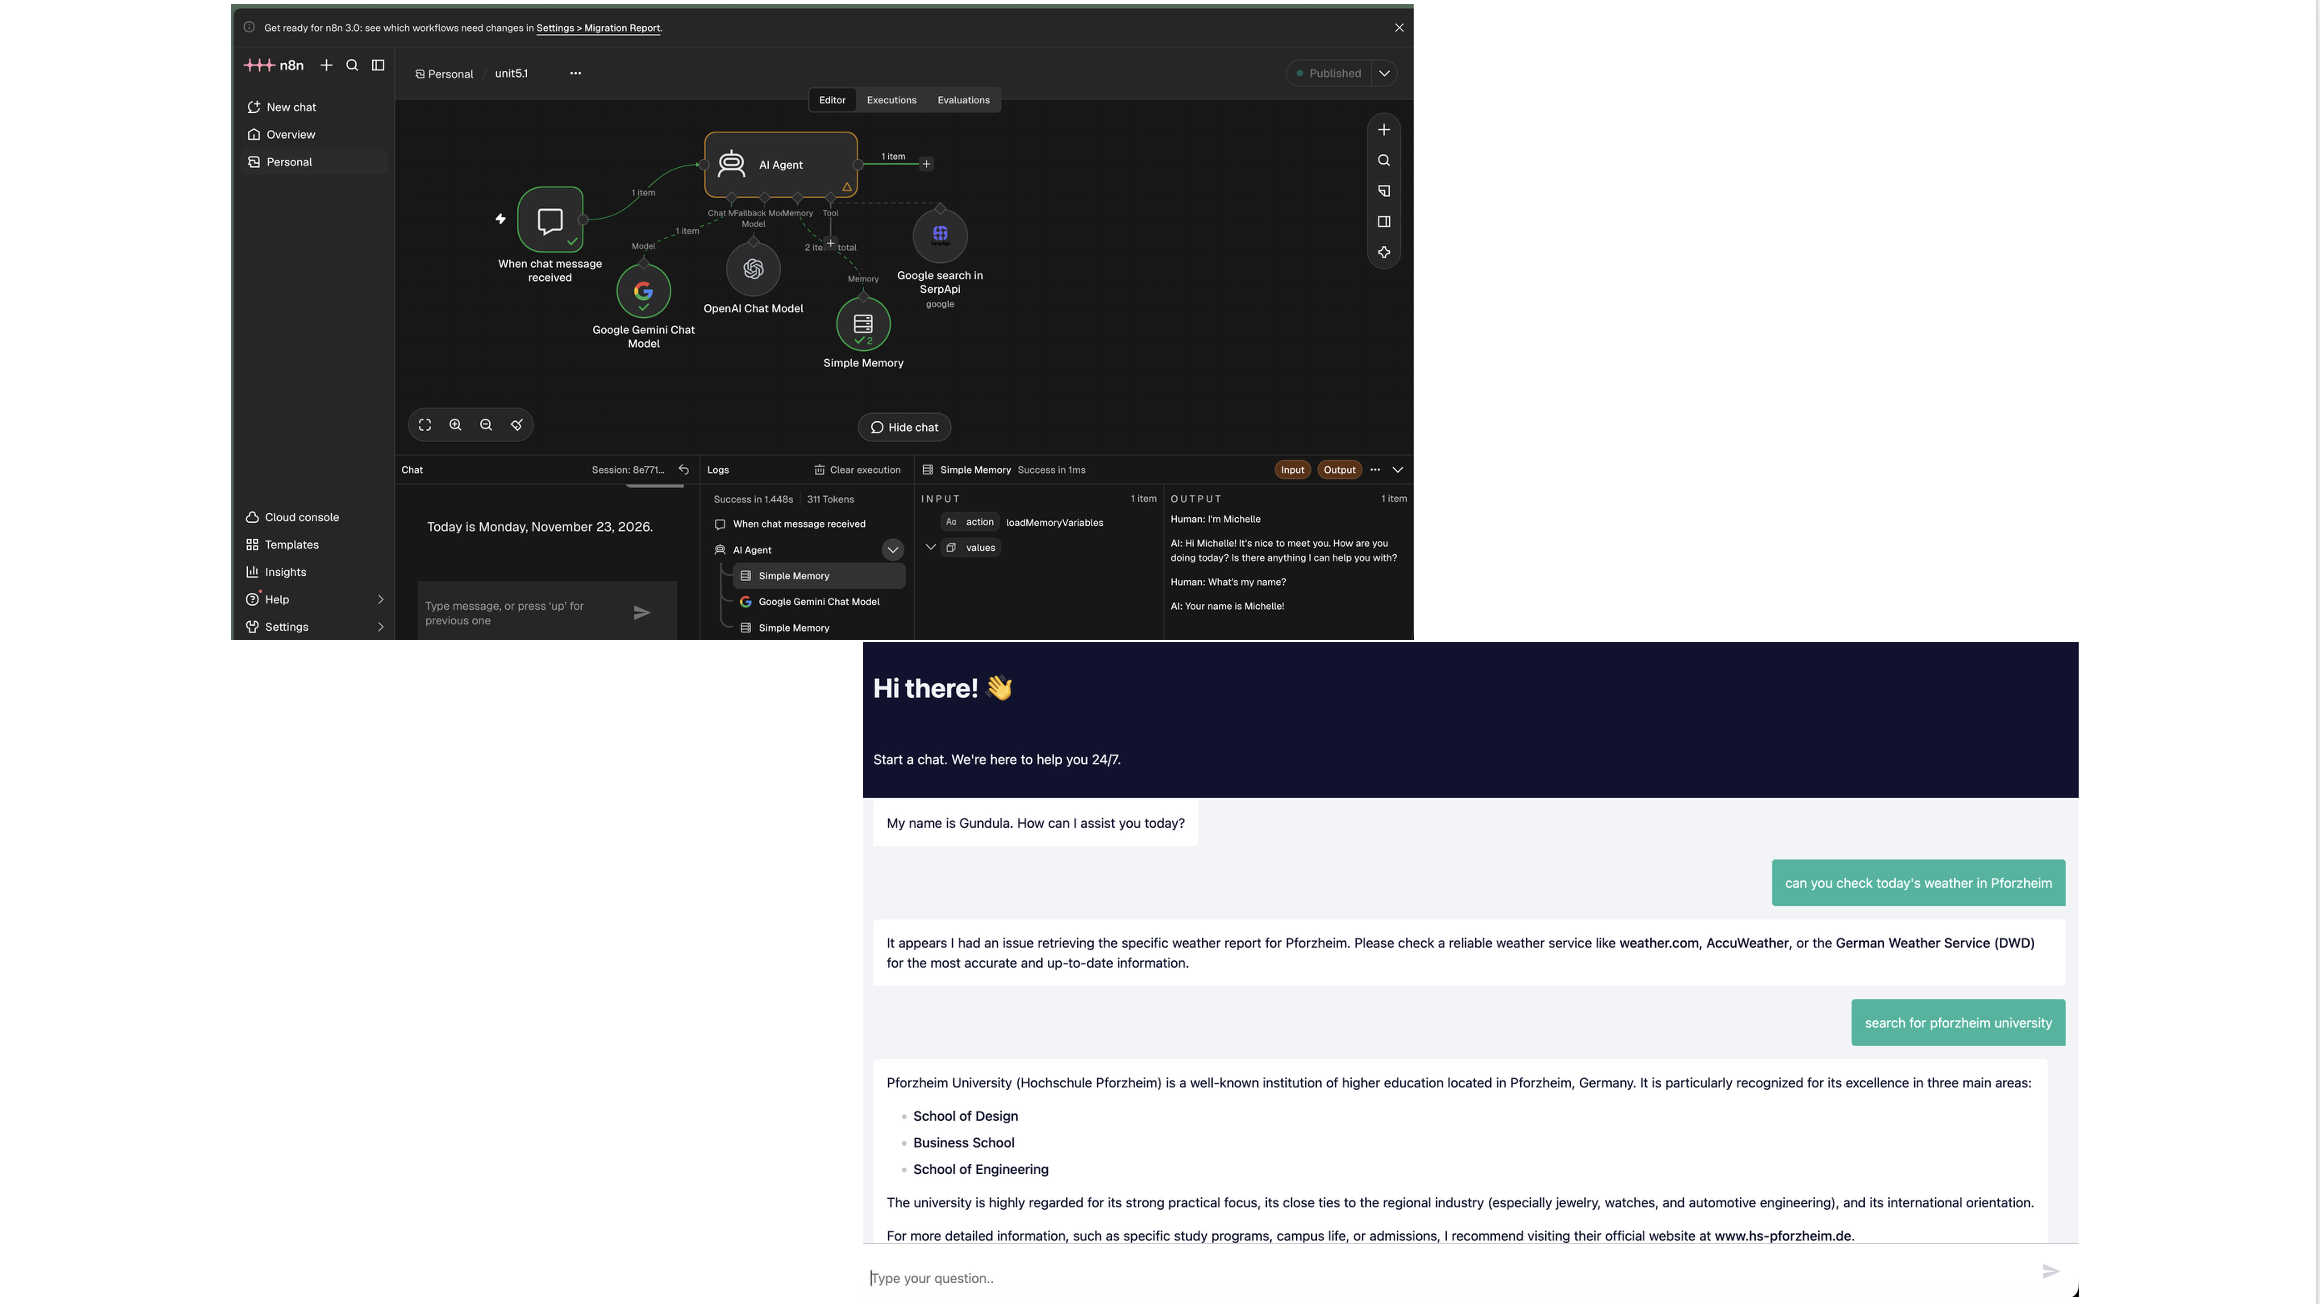 Get ready for n8n 3.0: see which workflows need changes in Settings > Migration Report.
n8n
Personal / unit5.1 ...
Published
New chat
Overview
Personal
Editor Executions Evaluations
AI Agent
1 item
1 item
Memory Tool
Model
1 item
Model
2 ite total
When chat message
received
Google Gemini Chat
Model
OpenAI Chat Model
Memory
2
Simple Memory
SerpApi
Google search in
SerpApi
google
Hide chat
Cloud console
Templates
Insights
Help
Settings
Chat Session: 8e771...
Today is Monday, November 23, 2026.
Type message, or press 'up' for
previous one
Logs Clear execution
Success in 1.448s 311 Tokens
When chat message received
AI Agent
Simple Memory
Google Gemini Chat Model
Simple Memory
Simple Memory Success in 1ms
Input Output ...
INPUT 1 item
Aa action loadMemoryVariables
values
OUTPUT 1 item
Human: I'm Michelle
AI: Hi Michelle! It's nice to meet you. How are you
doing today? Is there anything I can help you with?
Human: What's my name?
AI: Your name is Michelle!
Hi there! 👋
Start a chat. We're here to help you 24/7.
My name is Gundula. How can I assist you today?
can you check today's weather in Pforzheim
It appears I had an issue retrieving the specific weather report for Pforzheim. Please check a reliable weather service like weather.com, AccuWeather, or the German Weather Service (DWD)
for the most accurate and up-to-date information.
search for pforzheim university
Pforzheim University (Hochschule Pforzheim) is a well-known institution of higher education located in Pforzheim, Germany. It is particularly recognized for its excellence in three main areas:
School of Design
Business School
School of Engineering
The university is highly regarded for its strong practical focus, its close ties to the regional industry (especially jewelry, watches, and automotive engineering), and its international orientation.
For more detailed information, such as specific study programs, campus life, or admissions, I recommend visiting their official website at www.hs-pforzheim.de.
Type your question..